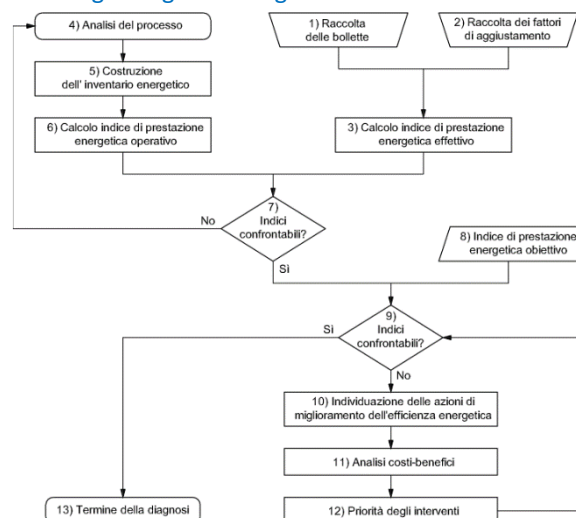 4) Analisi del processo
1) Raccolta
delle bollette
2) Raccolta dei fattori
di aggiustamento
5) Costruzione
dell' inventario energetico
6) Calcolo indice di prestazione
energetica operativo
3) Calcolo indice di prestazione
energetica effettivo
7)
Indici
confrontabili?
No
Sì
8) Indice di prestazione
energetica obiettivo
9)
Indici
confrontabili?
Sì
No
10) Individuazione delle azioni di
miglioramento dell'efficienza energetica
11) Analisi costi-benefici
12) Priorità degli interventi
13) Termine della diagnosi